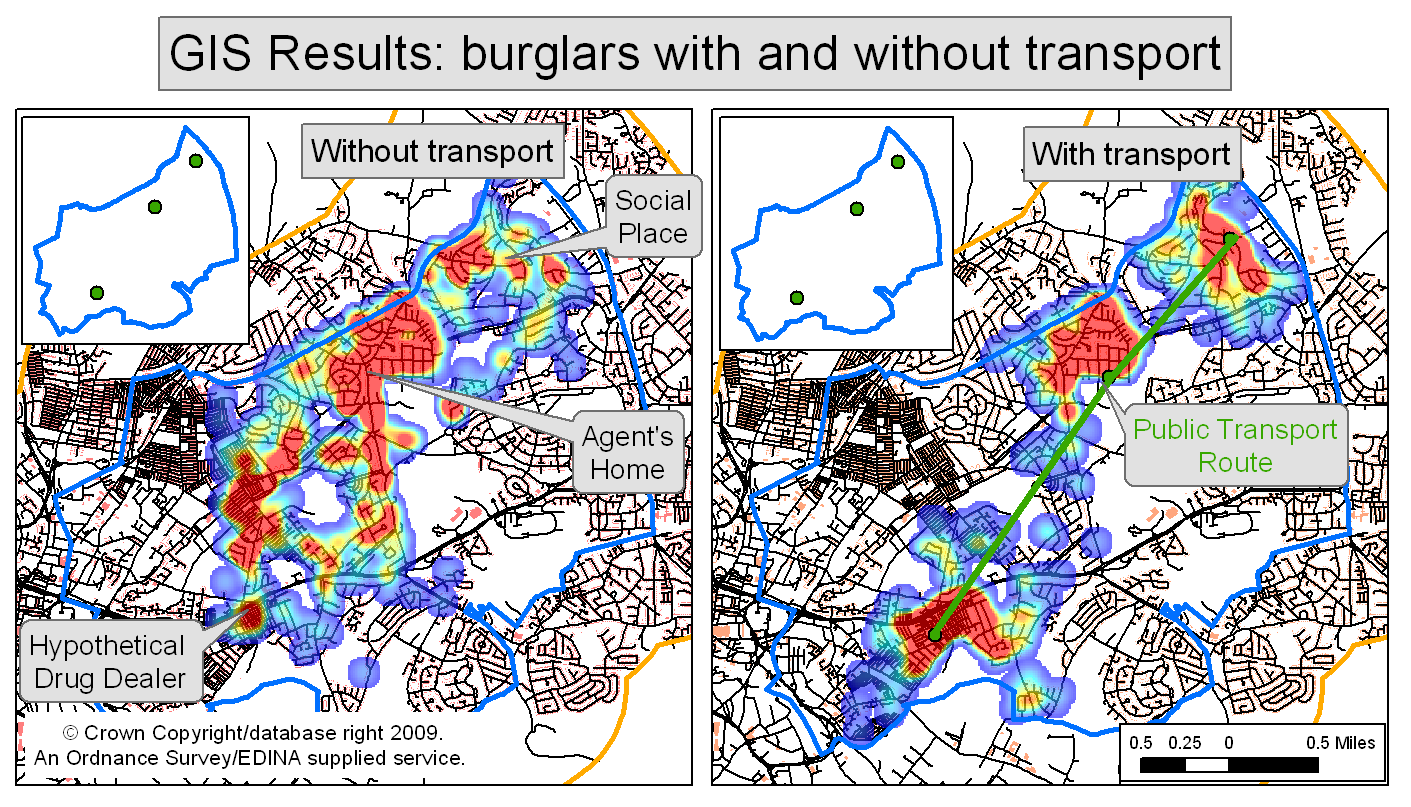 GIS Results: burglars with and without transport
Without transport
Social
Place
Agent's
Home
Hypothetical
Drug Dealer
© Crown Copyright/database right 2009.
An Ordnance Survey/EDINA supplied service.
With transport
Public Transport
Route
0.5 0.25 0 0.5 Miles